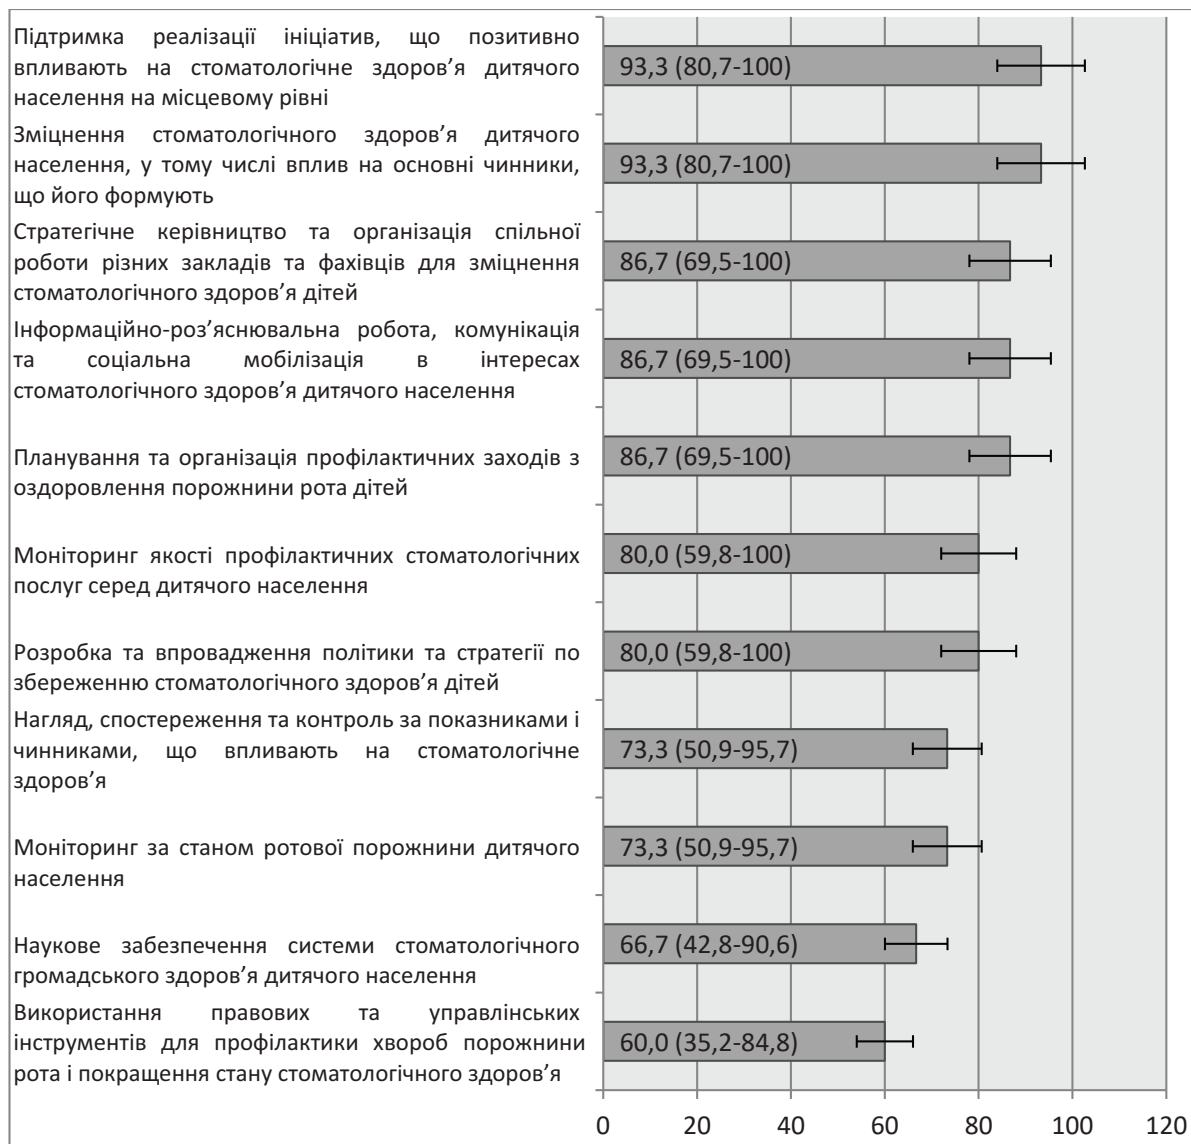 Підтримка реалізації ініціатив, що позитивно
впливають на стоматологічне здоров’я дитячого
населення на місцевому рівні
93,3 (80,7-100)
Зміцнення стоматологічного здоров’я дитячого
населення, у тому числі вплив на основні чинники,
що його формують
93,3 (80,7-100)
Стратегічне керівництво та організація спільної
роботи різних закладів та фахівців для зміцнення
стоматологічного здоров’я дітей
86,7 (69,5-100)
Інформаційно-роз’яснювальна робота, комунікація
та соціальна мобілізація в інтересах
стоматологічного здоров’я дитячого населення
86,7 (69,5-100)
Планування та організація профілактичних заходів з
оздоровлення порожнини рота дітей
86,7 (69,5-100)
Моніторинг якості профілактичних стоматологічних
послуг серед дитячого населення
80,0 (59,8-100)
Розробка та впровадження політики та стратегії по
збереженню стоматологічного здоров’я дітей
80,0 (59,8-100)
Нагляд, спостереження та контроль за показниками і
чинниками, що впливають на стоматологічне
здоров’я
73,3 (50,9-95,7)
Моніторинг за станом ротової порожнини дитячого
населення
73,3 (50,9-95,7)
Наукове забезпечення системи стоматологічного
громадського здоров’я дитячого населення
66,7 (42,8-90,6)
Використання правових та управлінських
інструментів для профілактики хвороб порожнини
рота і покращення стану стоматологічного здоров’я
60,0 (35,2-84,8)
0 20 40 60 80 100 120